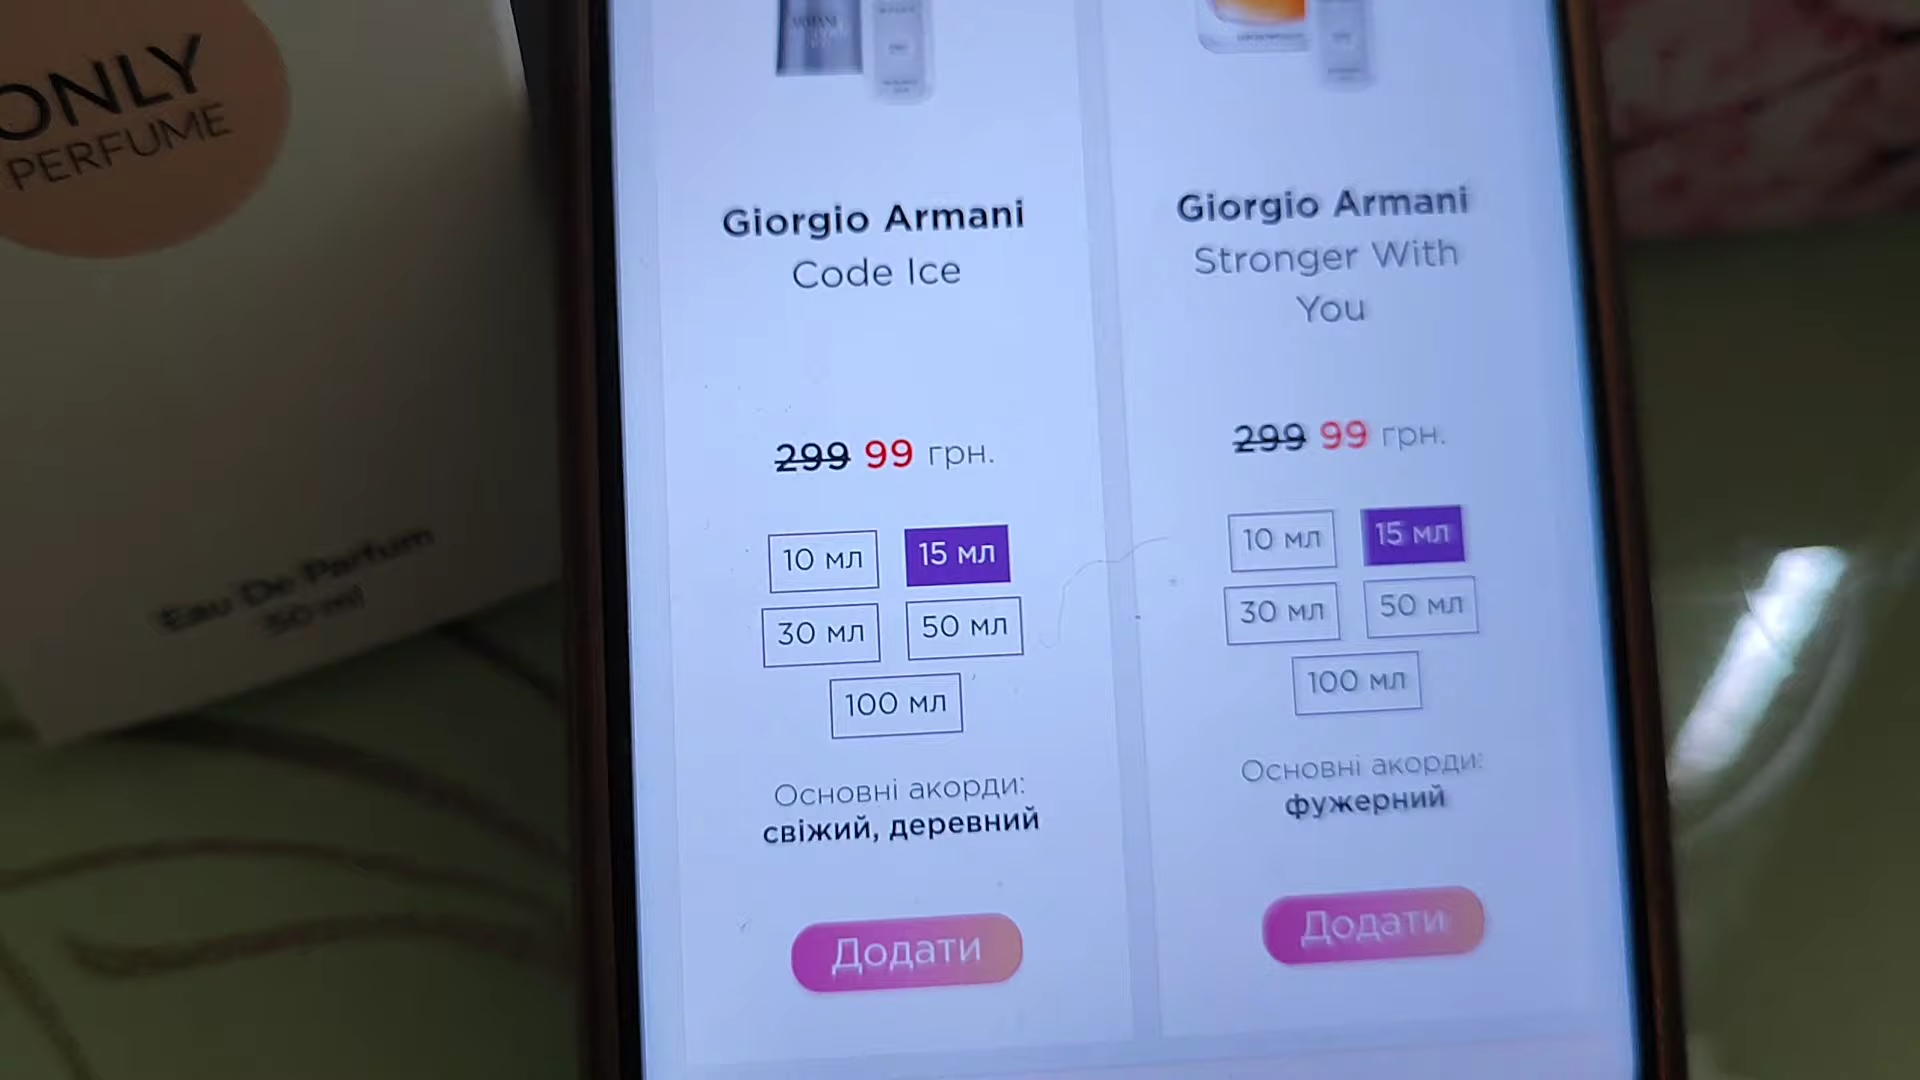 ONLY
PERFUME
Eau De Parfum
50 ml
Giorgio Armani
Code Ice
299 99 грн.
10 мл
15 мл
30 мл
50 мл
100 мл
Основні акорди:
свіжий, деревний
Додати
Giorgio Armani
Stronger With
You
299 99 грн.
10 мл
15 мл
30 мл
50 мл
100 мл
Основні акорди:
фужерний
Додати